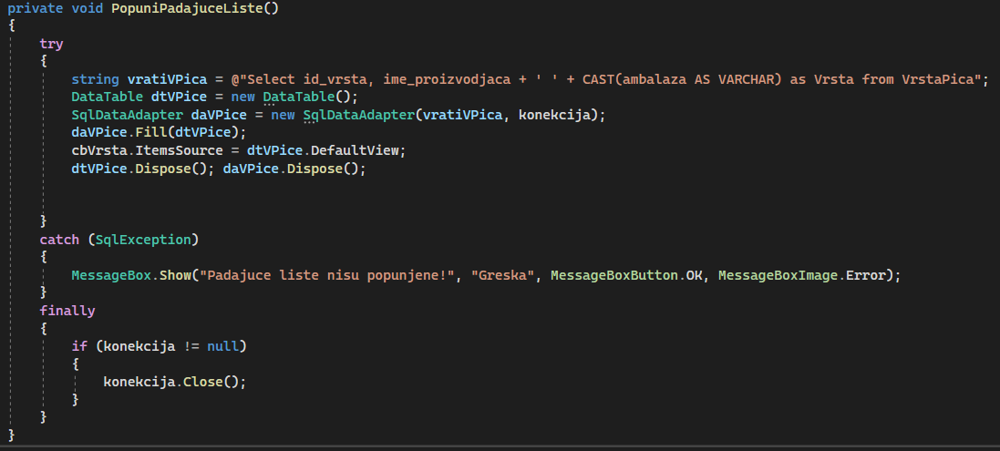 private void PopuniPadajuceListe()
{
    try
    {
        string vratiVPica = @"Select id_vrsta, ime_proizvodjaca + ' ' + CAST(ambalaza AS VARCHAR) as Vrsta from VrstaPica";
        DataTable dtVPice = new DataTable();
        SqlDataAdapter daVPice = new SqlDataAdapter(vratiVPica, konekcija);
        daVPice.Fill(dtVPice);
        cbVrsta.ItemsSource = dtVPice.DefaultView;
        dtVPice.Dispose(); daVPice.Dispose();
    }
    catch (SqlException)
    {
        MessageBox.Show("Padajuce liste nisu popunjene!", "Greska", MessageBoxButton.OK, MessageBoxImage.Error);
    }
    finally
    {
        if (konekcija != null)
        {
            konekcija.Close();
        }
    }
}